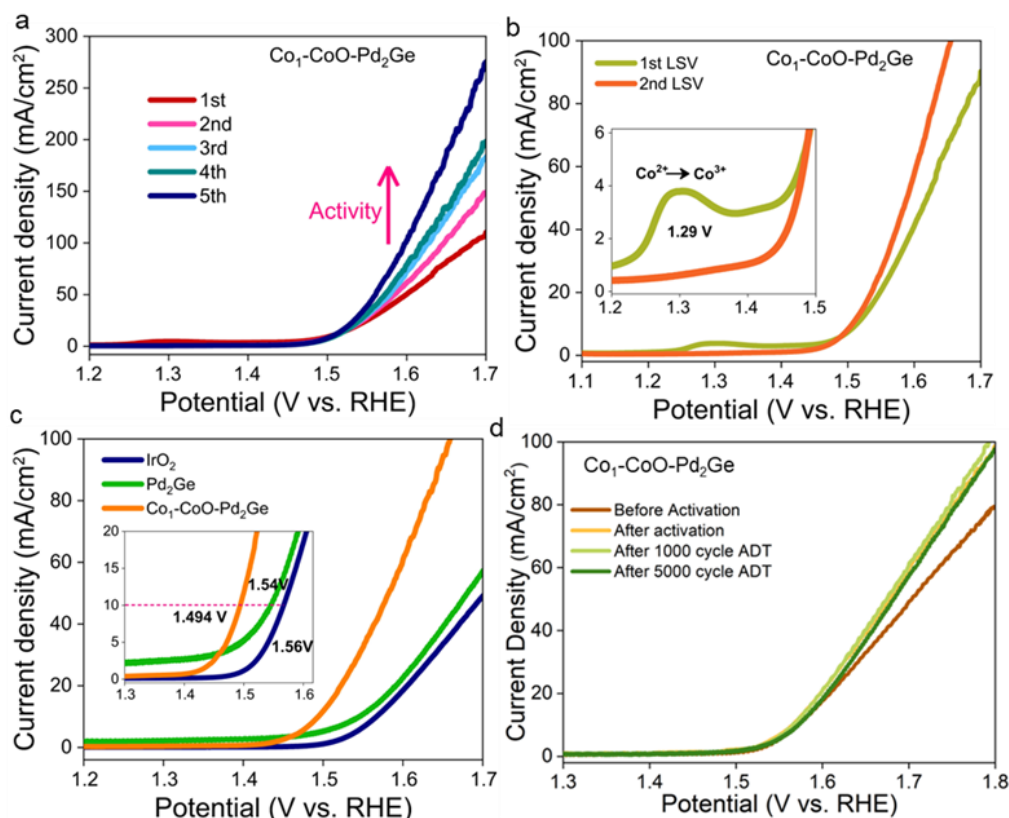 a
Co₁-CoO-Pd₂Ge
1st
2nd
3rd
4th
5th
Activity
300
250
200
150
100
50
0
1.2 1.3 1.4 1.5 1.6 1.7
Current density (mA/cm²)
Potential (V vs. RHE)
b
1st LSV
2nd LSV
Co₁-CoO-Pd₂Ge
Co²⁺→Co³⁺
1.29 V
6
4
2
0
1.2 1.3 1.4 1.5
100
80
60
40
20
0
1.1 1.2 1.3 1.4 1.5 1.6 1.7
Current density (mA/cm²)
Potential (V vs. RHE)
c
IrO₂
Pd₂Ge
Co₁-CoO-Pd₂Ge
1.54V
1.494 V
1.56V
20
15
10
5
0
1.3 1.4 1.5 1.6
100
80
60
40
20
0
1.2 1.3 1.4 1.5 1.6 1.7
Current density (mA/cm²)
Potential (V vs. RHE)
d
Co₁-CoO-Pd₂Ge
Before Activation
After activation
After 1000 cycle ADT
After 5000 cycle ADT
100
80
60
40
20
0
1.3 1.4 1.5 1.6 1.7 1.8
Current Density (mA/cm²)
Potential (V vs. RHE)